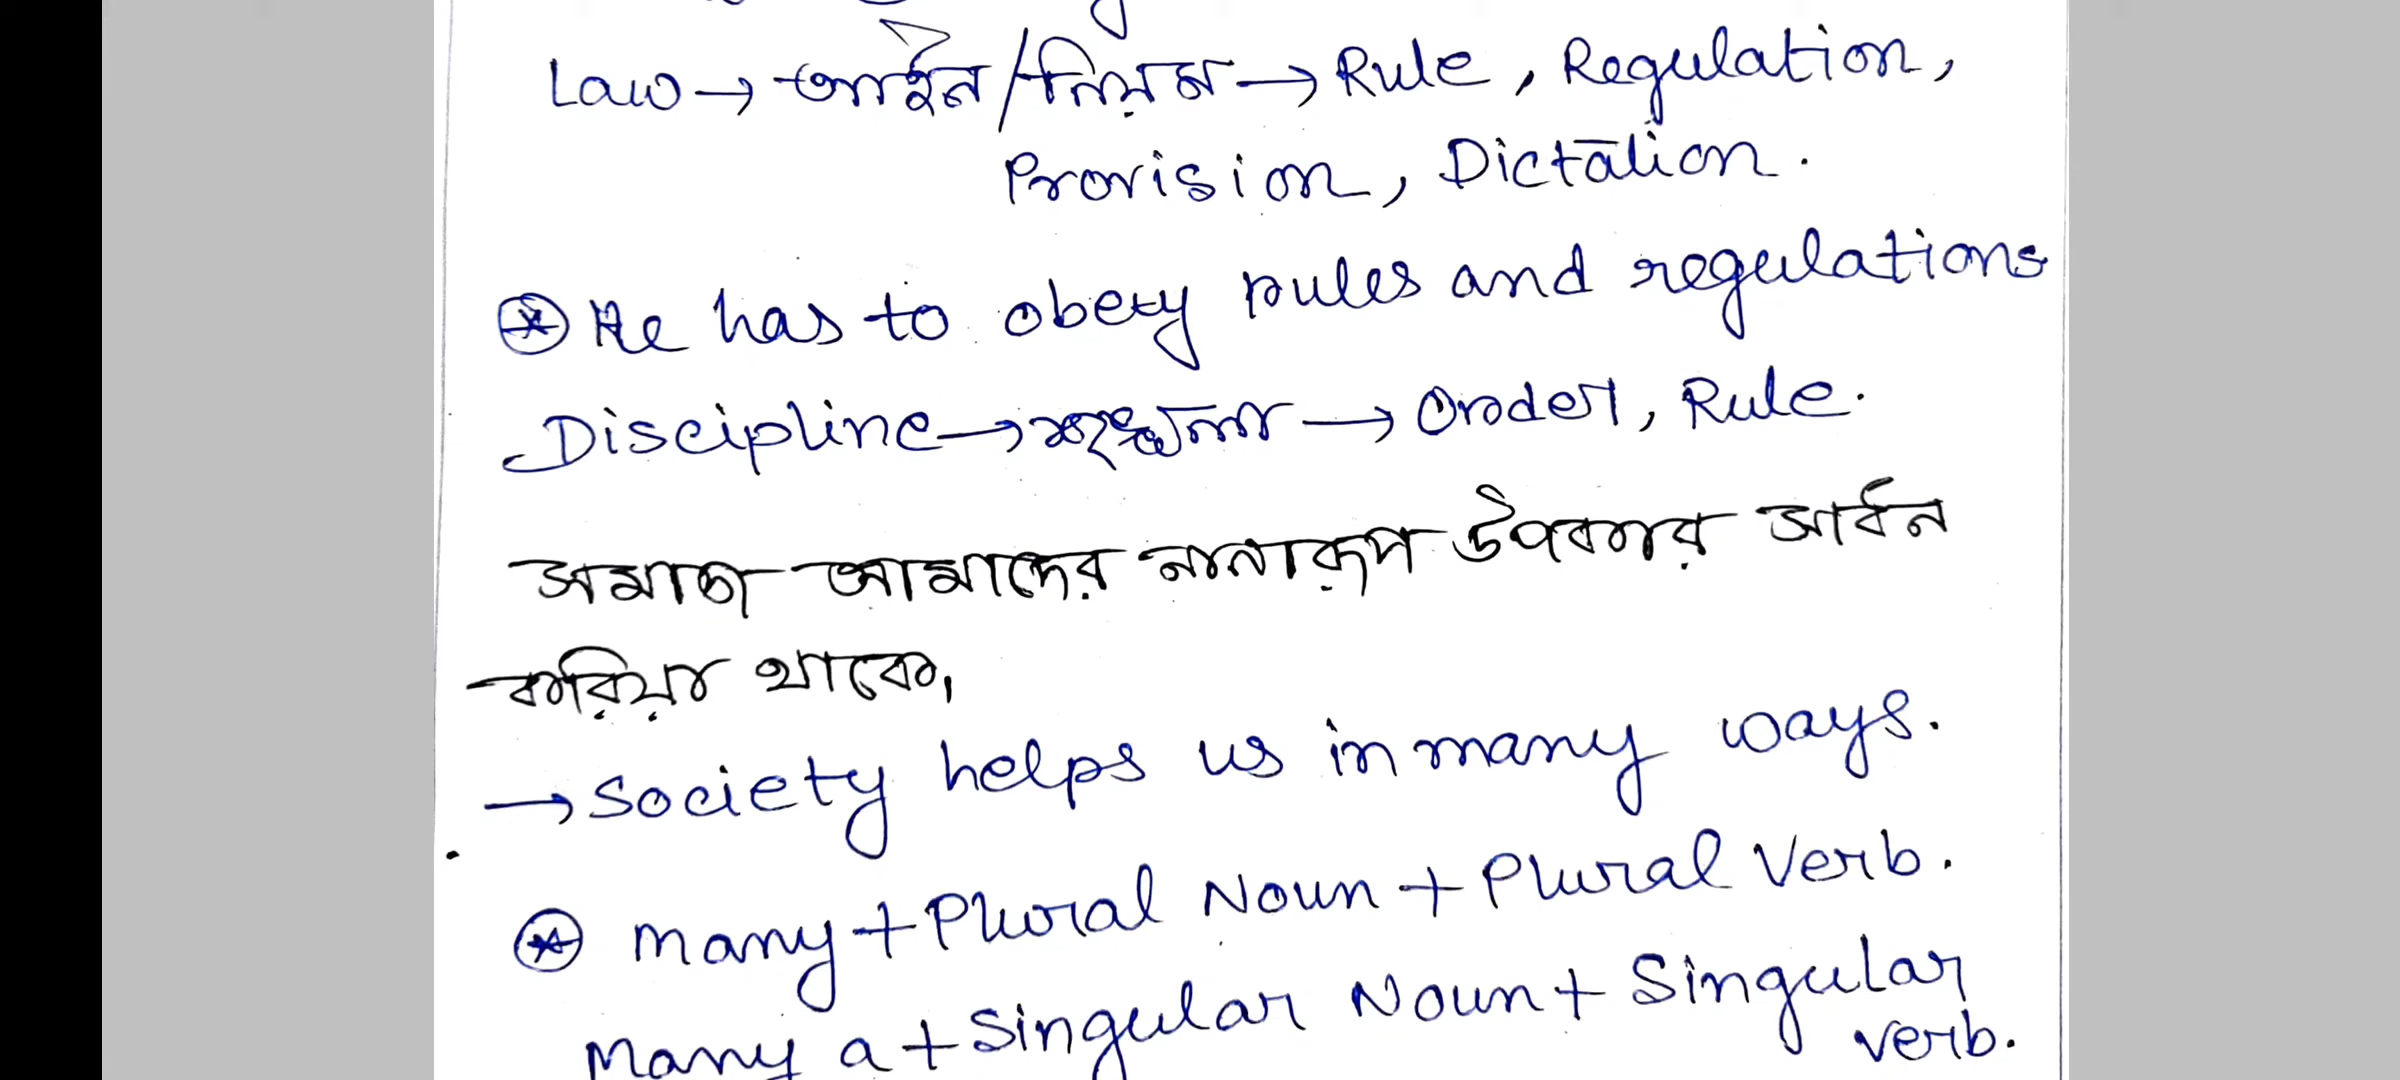 Law → আইন/নিয়ম → Rule, Regulation,
Provision, Dictation.
He has to obey rules and regulations
Discipline → শৃঙ্খলা → Order, Rule.
সমাজ আমাদের নানারূপ উপকার সাধন
করিয়া থাকে,
→ Society helps us in many ways.
Many + Plural Noun + Plural Verb.
Many a + Singular Noun + Singular
Verb.